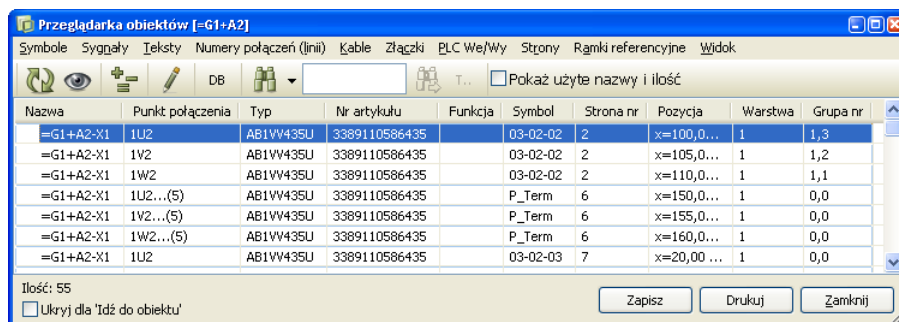 Przeglądarka obiektów [=G1+A2]
Symbole Sygnały Teksty Numery połączeń (linii) Kable Złączki PLC We/Wy Strony Ramki referencyjne Widok
DB T.. Pokaż użyte nazwy i ilość
Nazwa Punkt połączenia Typ Nr artykułu Funkcja Symbol Strona nr Pozycja Warstwa Grupa nr
=G1+A2-X1 1U2 AB1VV435U 3389110586435 03-02-02 2 x=100,0... 1 1,3
=G1+A2-X1 1V2 AB1VV435U 3389110586435 03-02-02 2 x=105,0... 1 1,2
=G1+A2-X1 1W2 AB1VV435U 3389110586435 03-02-02 2 x=110,0... 1 1,1
=G1+A2-X1 1U2...(5) AB1VV435U 3389110586435 P_Term 6 x=150,0... 1 0,0
=G1+A2-X1 1V2...(5) AB1VV435U 3389110586435 P_Term 6 x=155,0... 1 0,0
=G1+A2-X1 1W2...(5) AB1VV435U 3389110586435 P_Term 6 x=160,0... 1 0,0
=G1+A2-X1 1U2 AB1VV435U 3389110586435 03-02-03 7 x=20,00 ... 1 0,0
Ilość: 55
Ukryj dla 'Idź do obiektu'
Zapisz Drukuj Zamknij